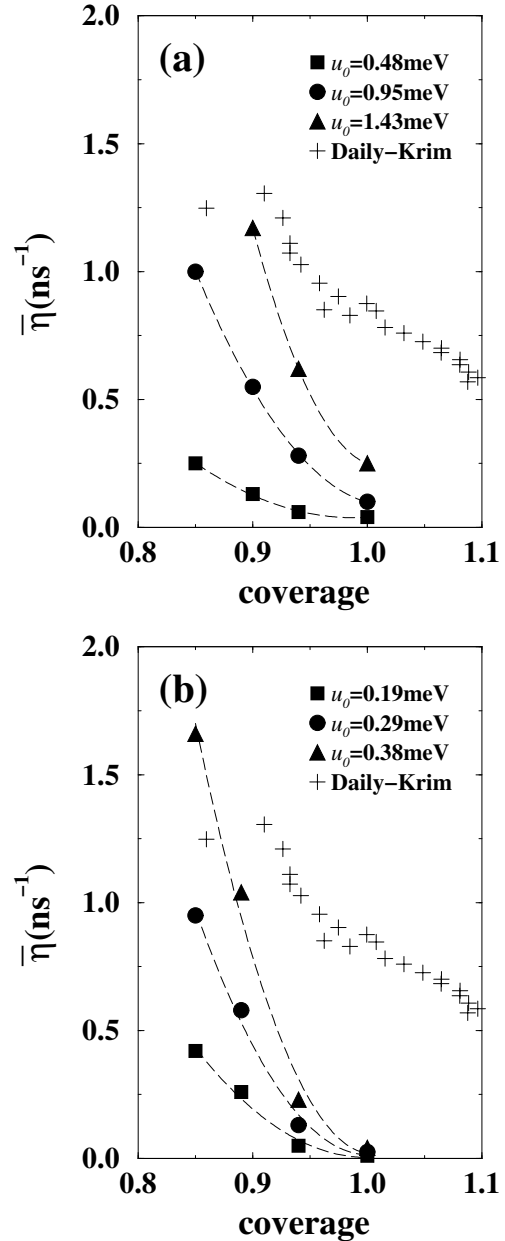 2.0
(a)
u₀=0.48meV
u₀=0.95meV
1.5
u₀=1.43meV
Daily−Krim
η̅(ns⁻¹)
1.0
0.5
0.0
0.8 0.9 1.0 1.1
coverage
2.0
(b)
u₀=0.19meV
u₀=0.29meV
1.5
u₀=0.38meV
Daily−Krim
η̅(ns⁻¹)
1.0
0.5
0.0
0.8 0.9 1.0 1.1
coverage